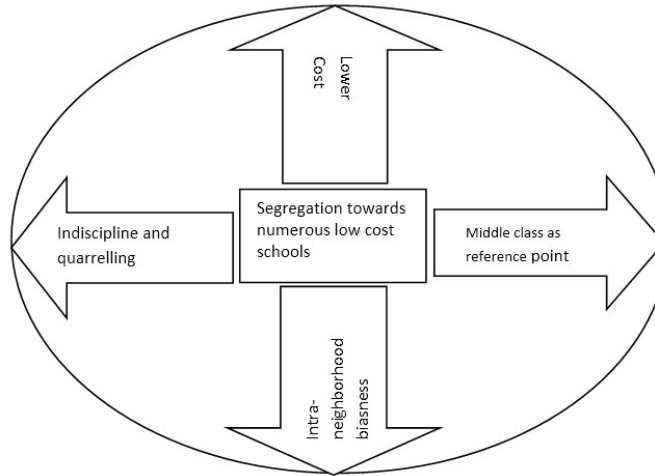 Lower
Cost
Segregation towards
numerous low cost
schools
Indiscipline and
quarrelling
Middle class as
reference point
Intra-
neighborhood
biasness